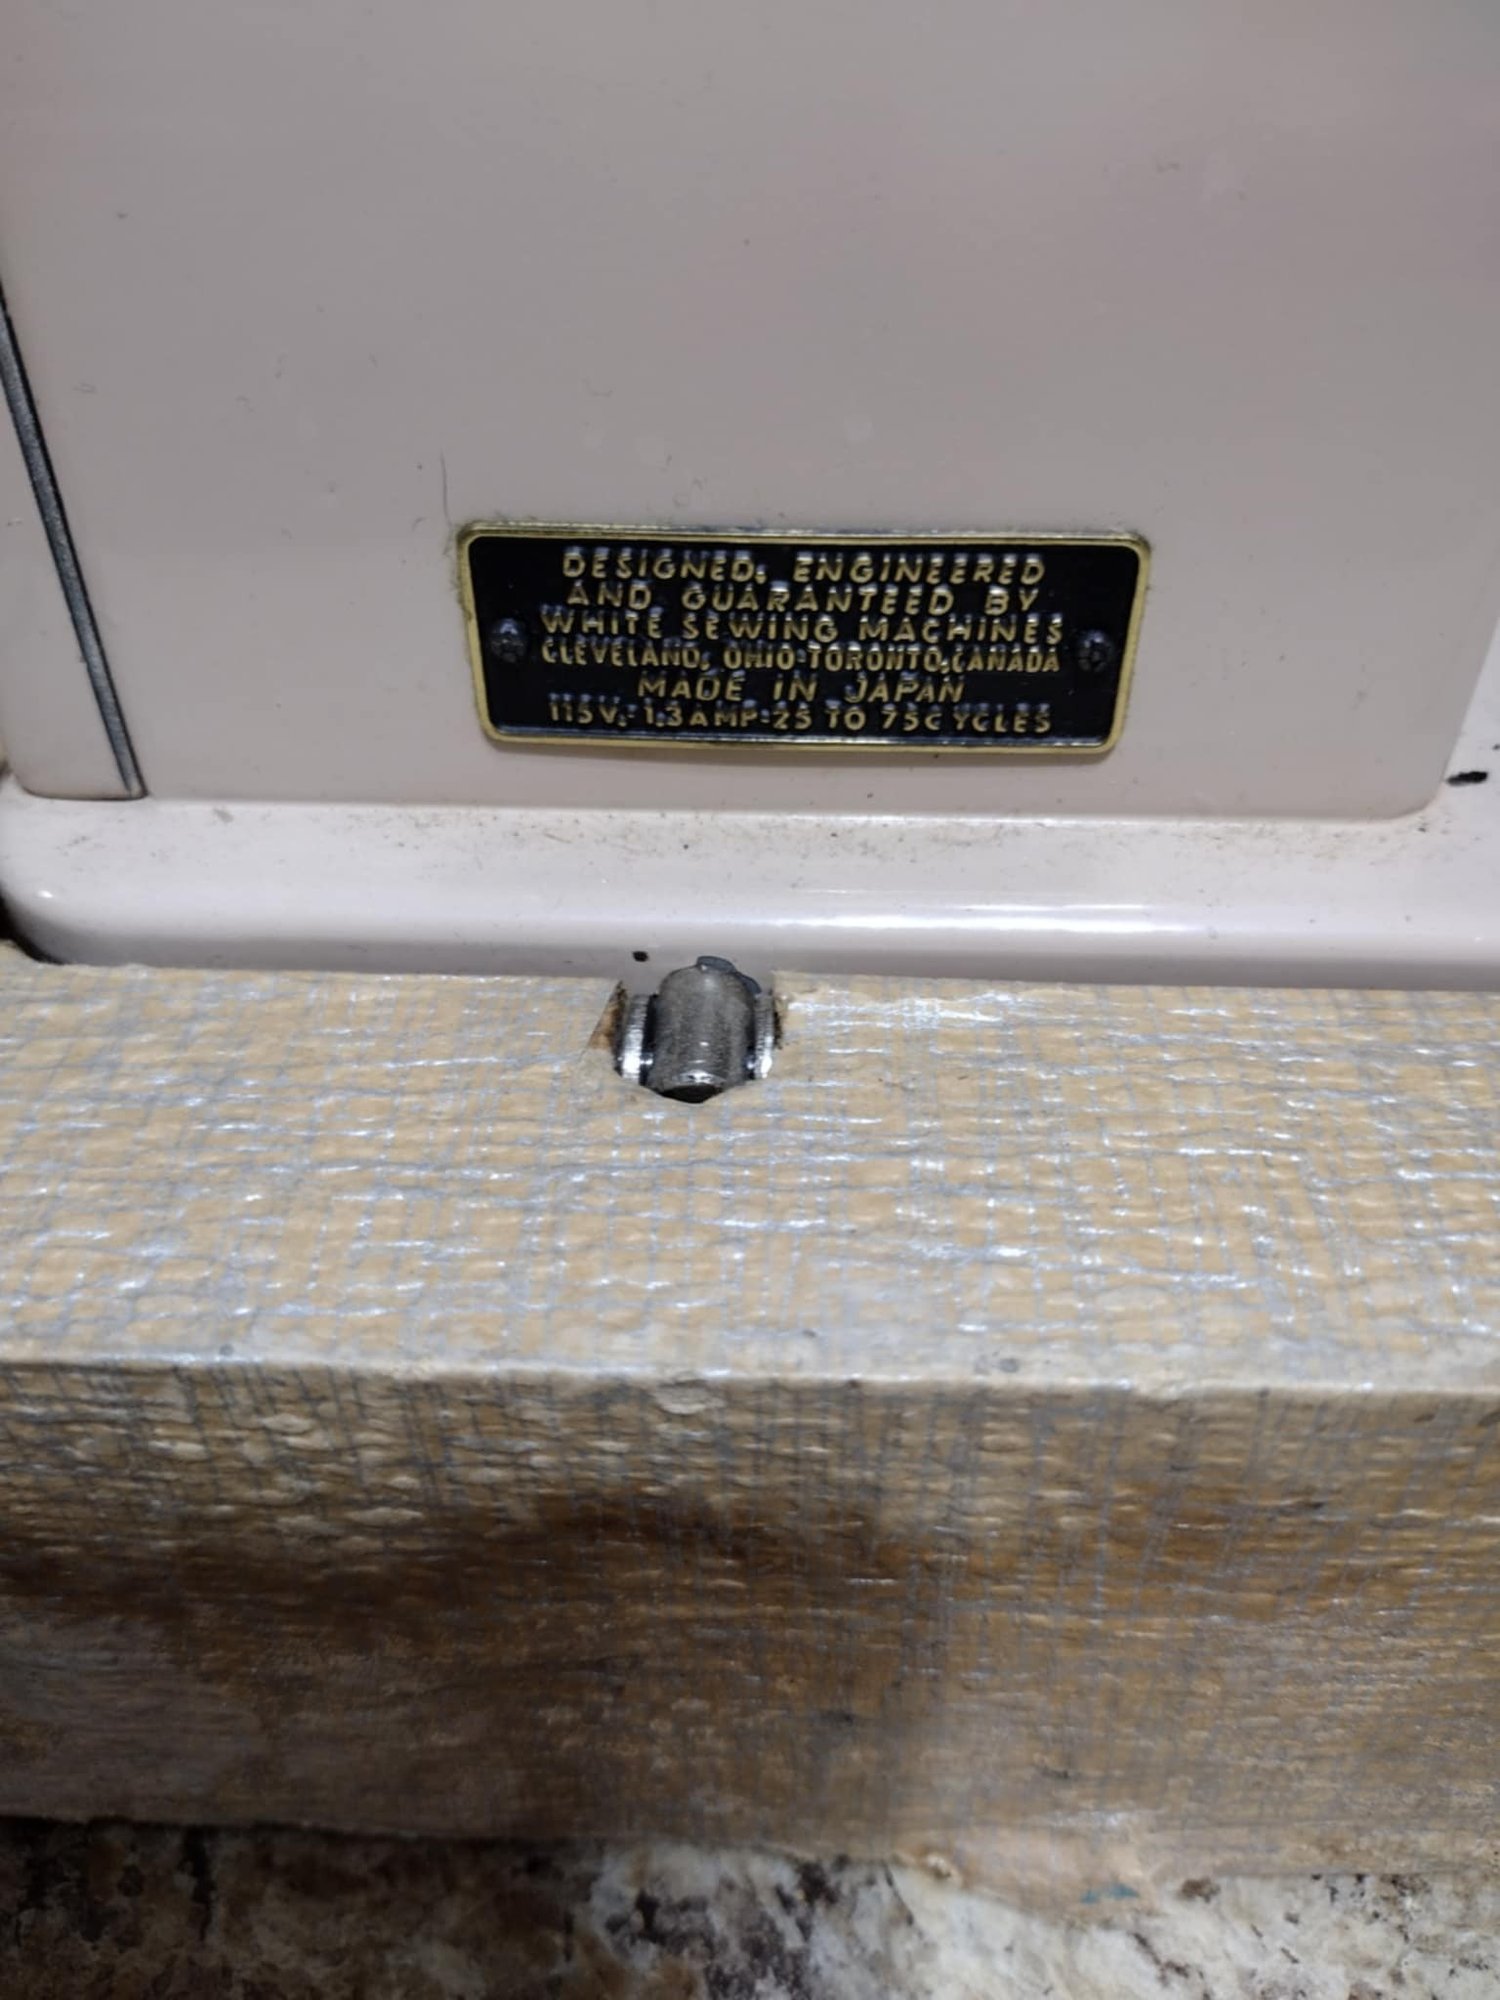 DESIGNED, ENGINEERED
AND GUARANTEED BY
WHITE SEWING MACHINES
CLEVELAND, OHIO-TORONTO, CANADA
MADE IN JAPAN
115V.-1.3AMP-25 TO 75CYCLES